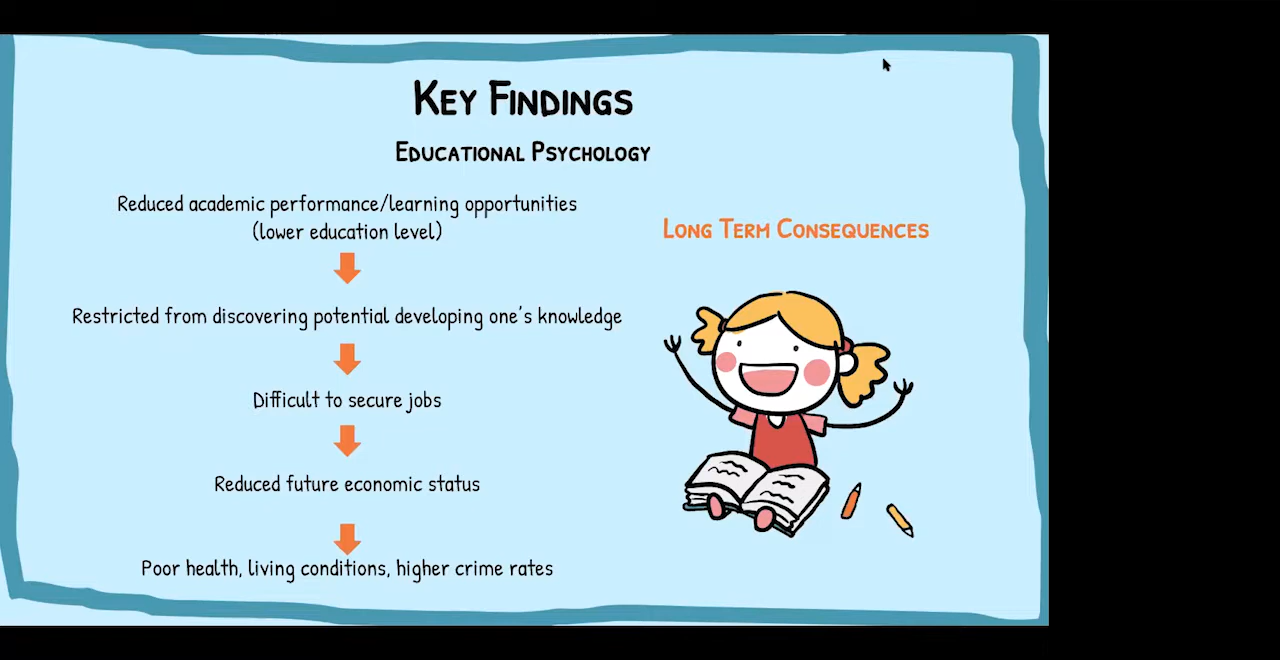 Key Findings
Educational Psychology
Reduced academic performance/learning opportunities
(lower education level)
Long Term Consequences
Restricted from discovering potential developing one's knowledge
Difficult to secure jobs
Reduced future economic status
Poor health, living conditions, higher crime rates